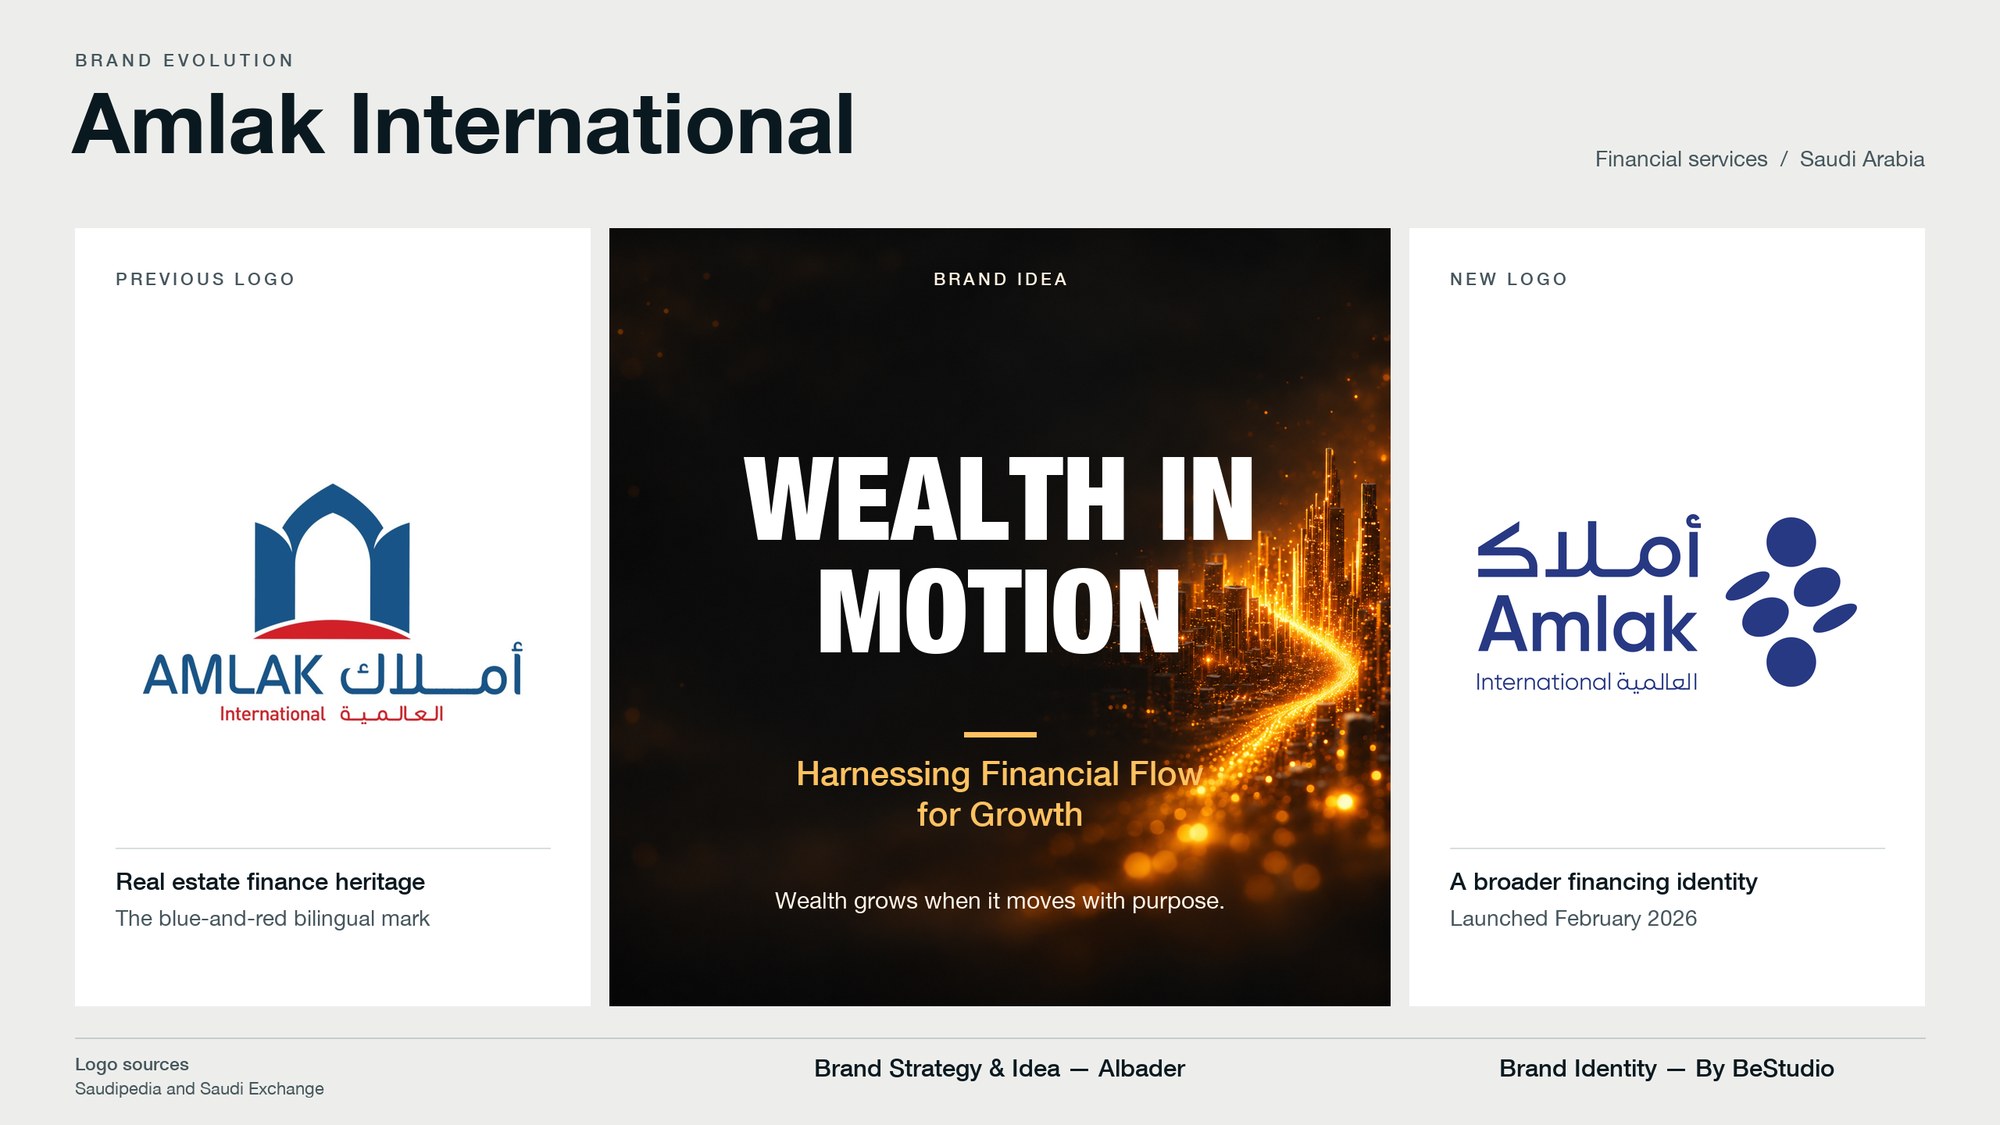 BRAND EVOLUTION
Amlak International
Financial services / Saudi Arabia
PREVIOUS LOGO
AMLAK أمــلاك
International العالـمـيـة
Real estate finance heritage
The blue-and-red bilingual mark
BRAND IDEA
WEALTH IN
MOTION
Harnessing Financial Flow
for Growth
Wealth grows when it moves with purpose.
NEW LOGO
أمـلاك
Amlak
International العالمية
A broader financing identity
Launched February 2026
Logo sources
Saudipedia and Saudi Exchange
Brand Strategy & Idea — Albader
Brand Identity — By BeStudio